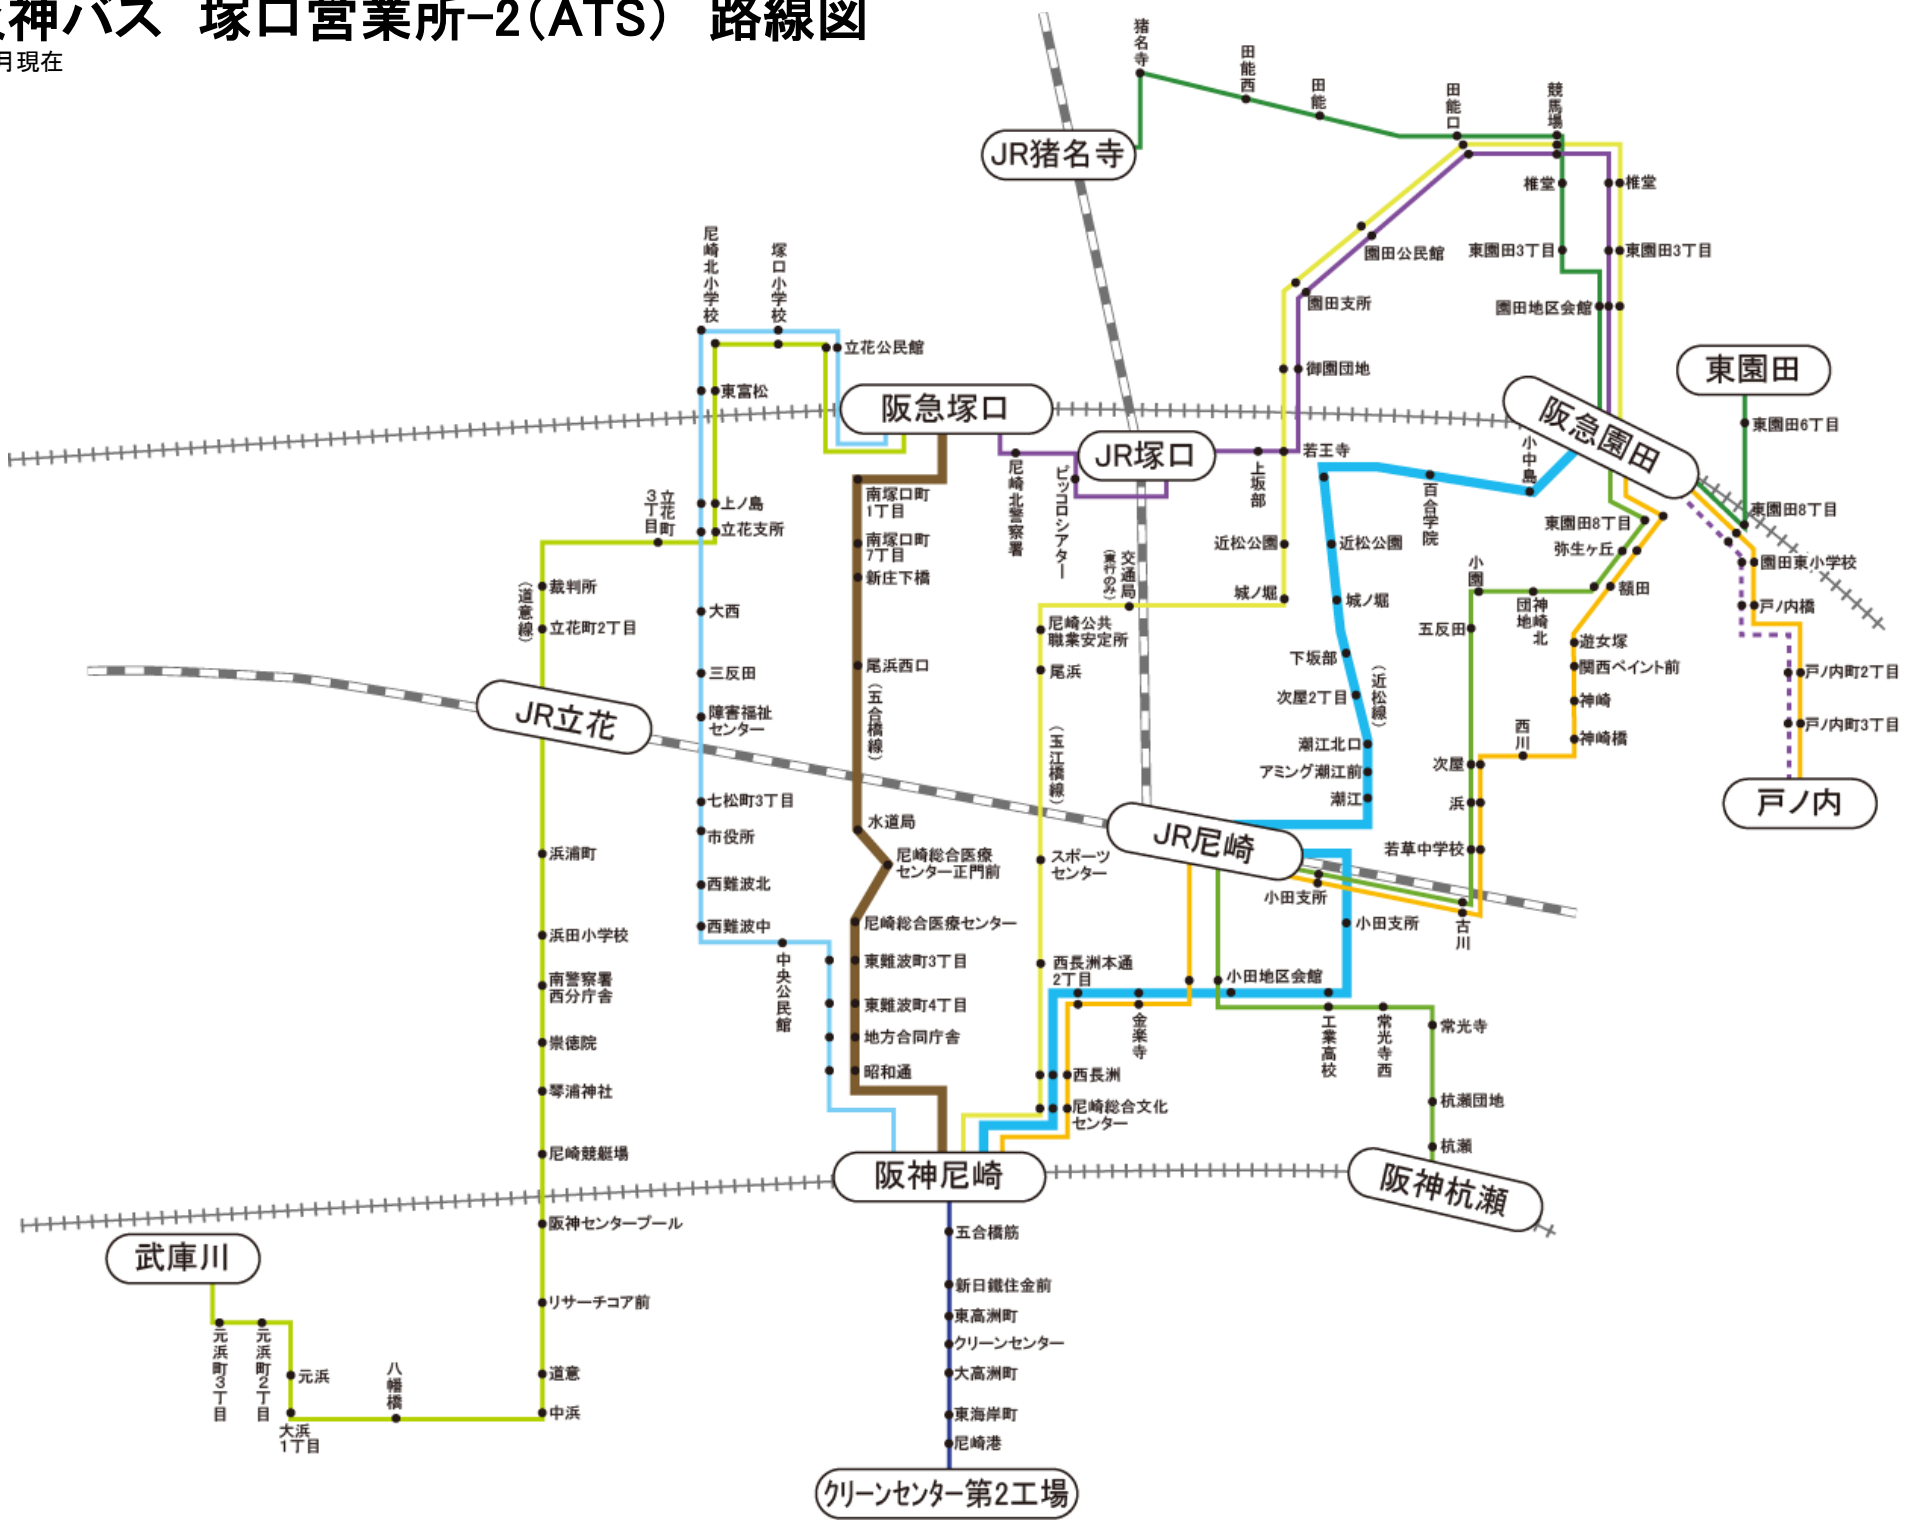 阪神バス 塚口営業所-2(ATS) 路線図
月現在
猪名寺
田能西
田能
田能口
競馬場
JR猪名寺
椎堂
椎堂
東園田3丁目
東園田3丁目
園田公民館
園田支所
園田地区会館
御園団地
尼崎北小学校
塚口小学校
立花公民館
東富松
阪急塚口
JR塚口
阪急園田
東園田
東園田6丁目
東園田8丁目
尼崎北警察署
ピッコロシアター
上坂部
若王寺
小中島
百合学院
南塚口町
1丁目
南塚口町
7丁目
新庄下橋
立花町
3丁目
上ノ島
立花支所
(道意線)
裁判所
立花町2丁目
大西
三反田
障害福祉
センター
尾浜西口
(五合橋線)
交通局
(東行のみ)
近松公園
近松公園
城ノ堀
城ノ堀
尼崎公共
職業安定所
尾浜
(玉江橋線)
下坂部
次屋2丁目
(近松線)
潮江北口
アミング潮江前
潮江
東園田8丁目
弥生ヶ丘
額田
小園
神崎北
団地
五反田
遊女塚
関西ペイント前
神崎
神崎橋
西川
次屋
浜
若草中学校
園田東小学校
戸ノ内橋
戸ノ内町2丁目
戸ノ内町3丁目
戸ノ内
JR立花
JR尼崎
七松町3丁目
市役所
西難波北
西難波中
中央公民館
水道局
尼崎総合医療
センター正門前
尼崎総合医療センター
東難波町3丁目
東難波町4丁目
地方合同庁舎
昭和通
スポーツ
センター
西長洲本通
2丁目
金楽寺
西長洲
尼崎総合文化
センター
小田支所
小田支所
古川
小田地区会館
工業高校
常光寺西
常光寺
杭瀬団地
杭瀬
阪神杭瀬
阪神尼崎
浜浦町
浜田小学校
南警察署
西分庁舎
崇徳院
琴浦神社
尼崎競艇場
阪神センタープール
リサーチコア前
道意
中浜
八幡橋
大浜
1丁目
元浜
元浜町2丁目
元浜町3丁目
武庫川
五合橋筋
新日鐵住金前
東高洲町
クリーンセンター
大高洲町
東海岸町
尼崎港
クリーンセンター第2工場